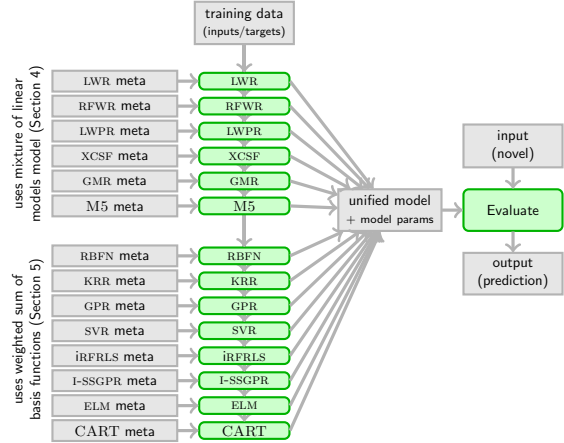 training data
(inputs/targets)
uses mixture of linear
models model (Section 4)
LWR meta
LWR
RFWR meta
RFWR
LWPR meta
LWPR
XCSF meta
XCSF
GMR meta
GMR
M5 meta
M5
uses weighted sum of
basis functions (Section 5)
RBFN meta
RBFN
KRR meta
KRR
GPR meta
GPR
SVR meta
SVR
iRFRLS meta
iRFRLS
I-SSGPR meta
I-SSGPR
ELM meta
ELM
CART meta
CART
unified model
+ model params
input
(novel)
Evaluate
output
(prediction)